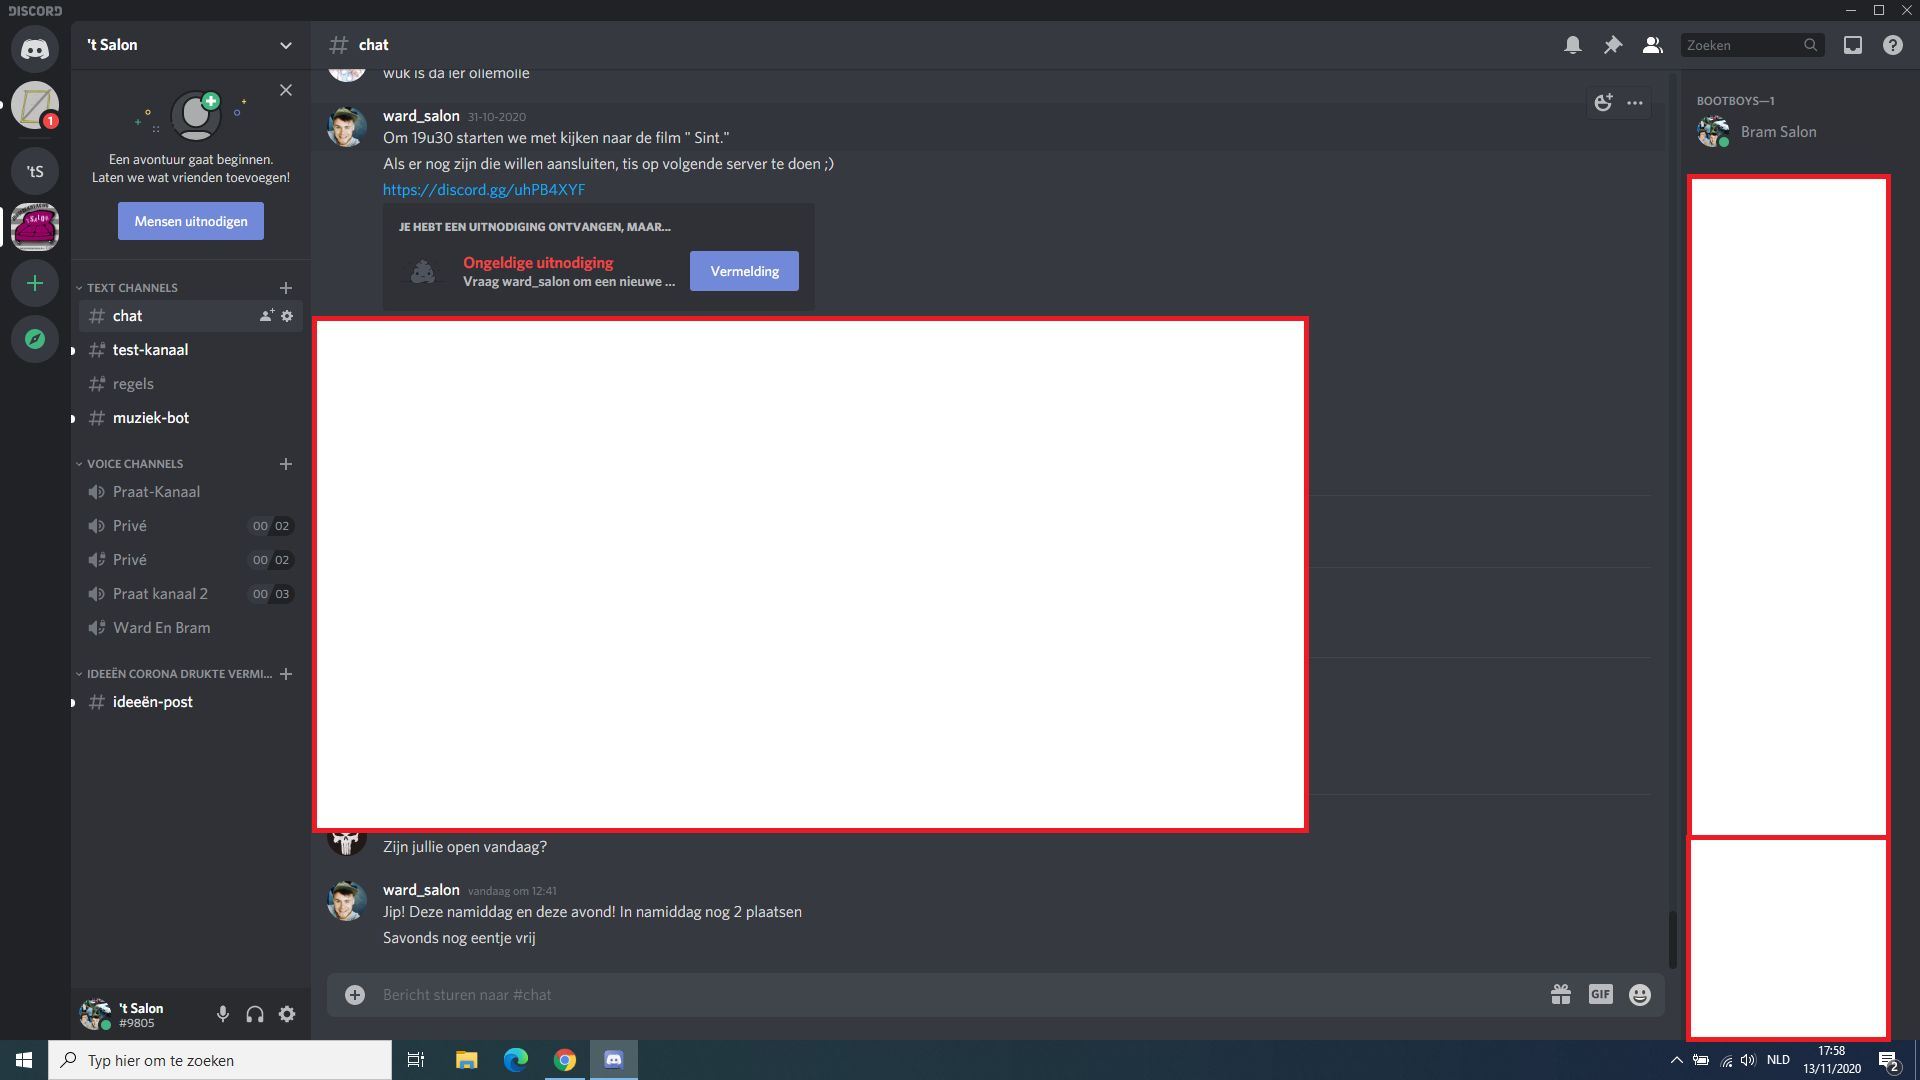 DISCORD
't Salon
# chat
Zoeken
1
'tS
Een avontuur gaat beginnen.
Laten we wat vrienden toevoegen!
Mensen uitnodigen
TEXT CHANNELS
chat
test-kanaal
regels
muziek-bot
VOICE CHANNELS
Praat-Kanaal
Privé 00 02
Privé 00 02
Praat kanaal 2 00 03
Ward En Bram
IDEEËN CORONA DRUKTE VERMI...
ideeën-post
't Salon
#9805
wuk is da ier ollemolle
ward_salon 31-10-2020
Om 19u30 starten we met kijken naar de film " Sint."
Als er nog zijn die willen aansluiten, tis op volgende server te doen ;)
https://discord.gg/uhPB4XYF
JE HEBT EEN UITNODIGING ONTVANGEN, MAAR...
Ongeldige uitnodiging
Vraag ward_salon om een nieuwe ...
Vermelding
Zijn jullie open vandaag?
ward_salon vandaag om 12:41
Jip! Deze namiddag en deze avond! In namiddag nog 2 plaatsen
Savonds nog eentje vrij
Bericht sturen naar #chat
GIF
BOOTBOYS—1
Bram Salon
Typ hier om te zoeken
NLD
17:58
13/11/2020
2